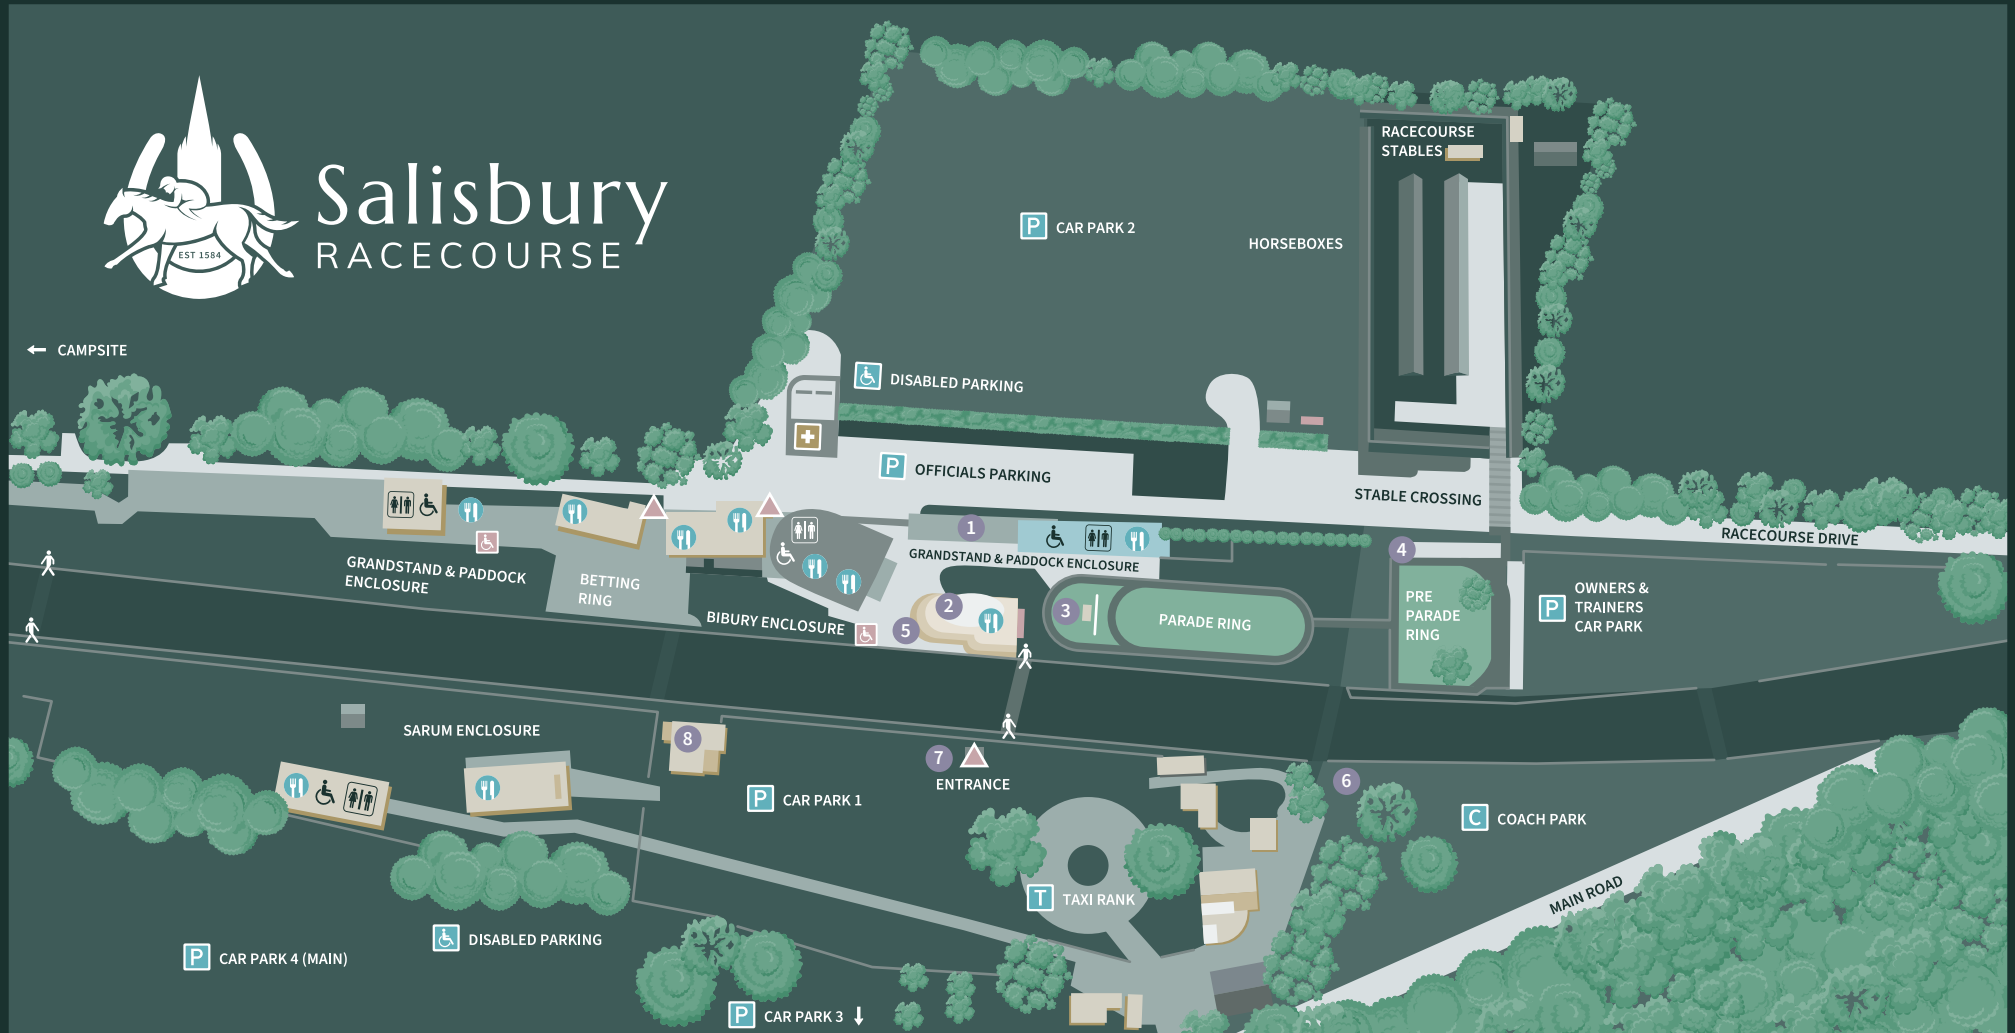 Salisbury
RACECOURSE
EST 1584
RACECOURSE
STABLES
P CAR PARK 2
HORSEBOXES
← CAMPSITE
DISABLED PARKING
P OFFICIALS PARKING
STABLE CROSSING
RACECOURSE DRIVE
1
GRANDSTAND & PADDOCK ENCLOSURE
4
GRANDSTAND & PADDOCK
ENCLOSURE
BETTING
RING
BIBURY ENCLOSURE
2
5
3
PARADE RING
PRE
PARADE
RING
P
OWNERS &
TRAINERS
CAR PARK
SARUM ENCLOSURE
8
7
ENTRANCE
6
P CAR PARK 1
C COACH PARK
T TAXI RANK
MAIN ROAD
DISABLED PARKING
P CAR PARK 4 (MAIN)
P CAR PARK 3 ↓